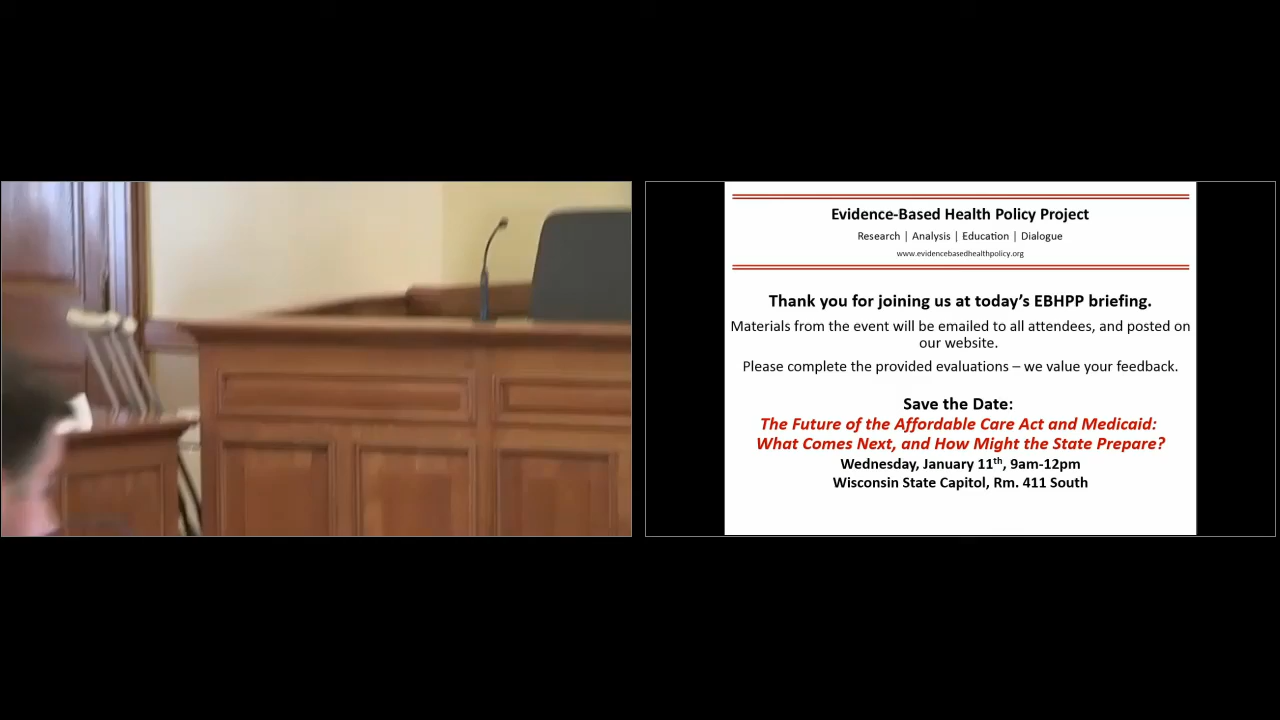 Evidence-Based Health Policy Project
Research | Analysis | Education | Dialogue
www.evidencebasedhealthpolicy.org
Thank you for joining us at today’s EBHPP briefing.
Materials from the event will be emailed to all attendees, and posted on
our website.
Please complete the provided evaluations – we value your feedback.
Save the Date:
The Future of the Affordable Care Act and Medicaid:
What Comes Next, and How Might the State Prepare?
Wednesday, January 11th, 9am-12pm
Wisconsin State Capitol, Rm. 411 South